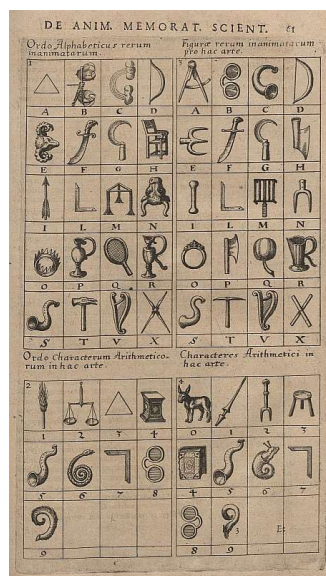 DE ANIM. MEMORAT. SCIENT. 61
Ordo Alphabeticus rerum
inanimatarum.
Figuræ rerum inanimatarum
pro hac arte.
1
3
A B C D
A B C D
E F G H
E F G H
I L M N
I L M N
O P Q R
O P Q R
S T V X
S T V X
Ordo Characterum Arithmetico-
rum in hac arte.
Characteres Arithmetici in
hac arte.
2
4
1 2 3 4
0 1 2 3
5 6 7 8
4 5 6 7
9
8 9